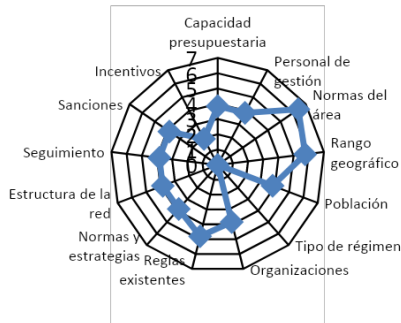 Capacidad
presupuestaria
Personal de
gestión
Normas del
área
Rango
geográfico
Población
Tipo de régimen
Organizaciones
Reglas
existentes
Normas y
estrategias
Estructura de la
red
Seguimiento
Sanciones
Incentivos
7
6
5
4
3
2
1
0